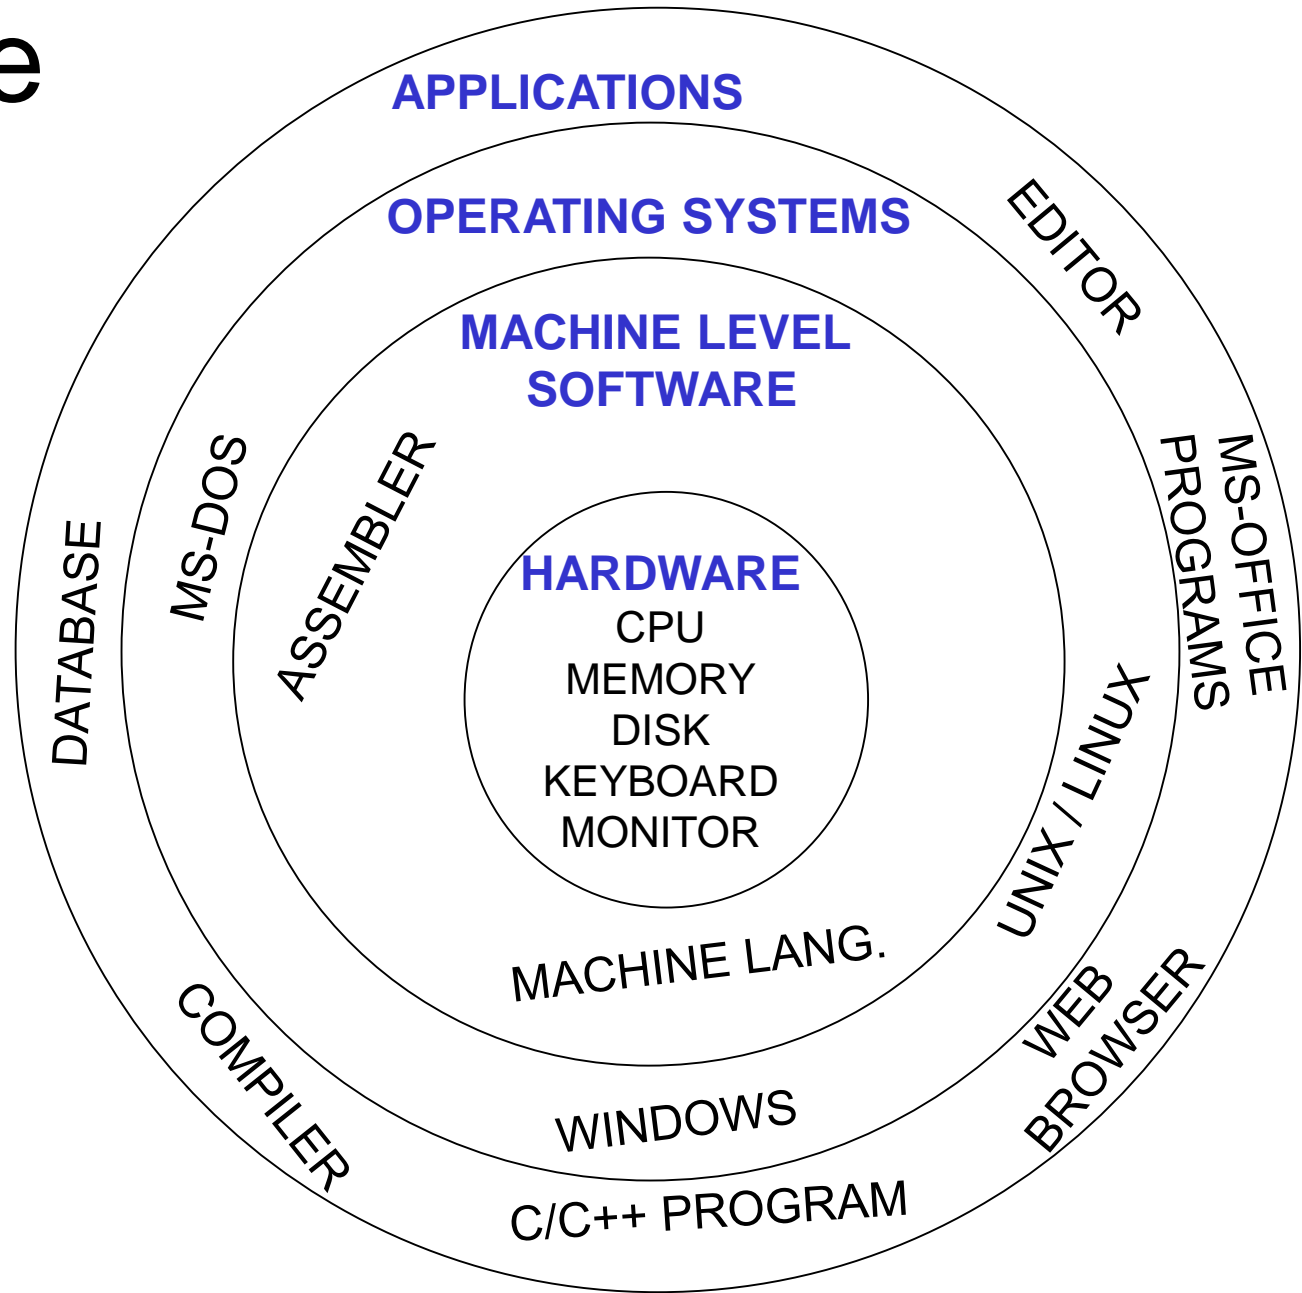 e
APPLICATIONS
OPERATING SYSTEMS
EDITOR
MACHINE LEVEL
SOFTWARE
MS-DOS
ASSEMBLER
MS-OFFICE
PROGRAMS
DATABASE
HARDWARE
CPU
MEMORY
DISK
KEYBOARD
MONITOR
UNIX / LINUX
MACHINE LANG.
WEB
BROWSER
COMPILER
WINDOWS
C/C++ PROGRAM